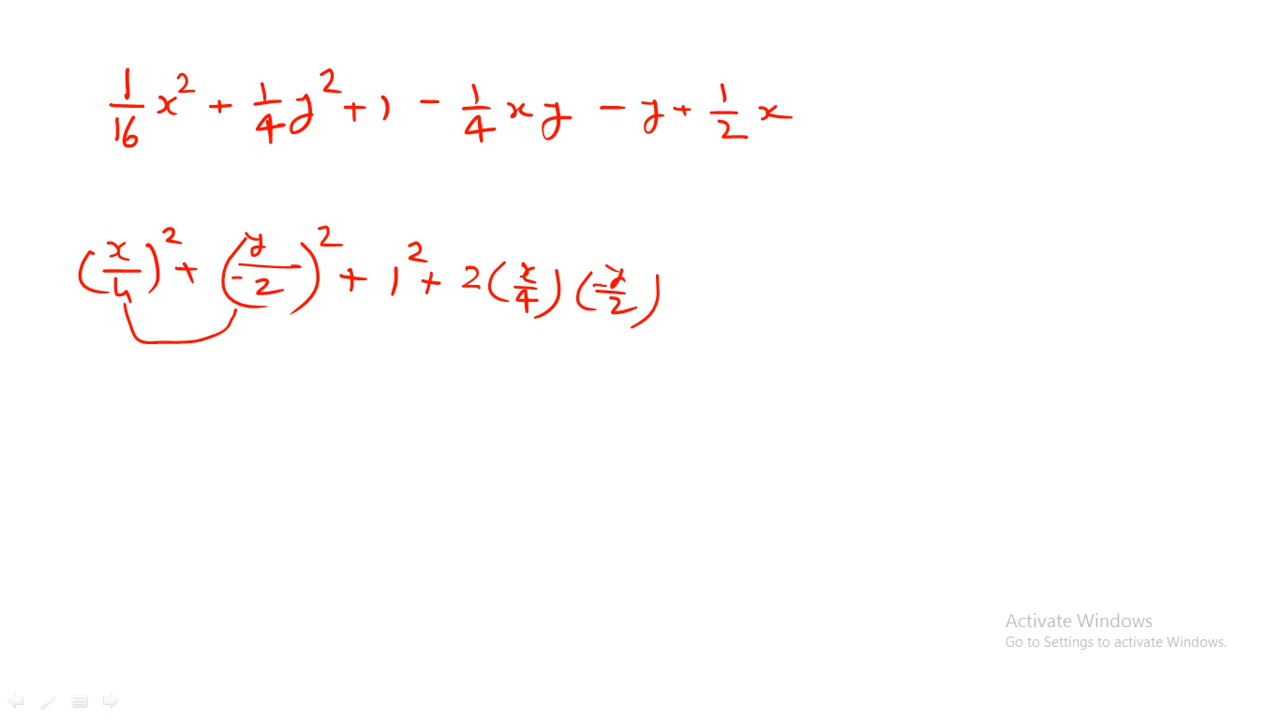 1/16 x² + 1/4 y² + 1 - 1/4 xy - y + 1/2 x
(x/4)² + (y/-2)² + 1² + 2(x/4)(-y/2)
Activate Windows
Go to Settings to activate Windows.